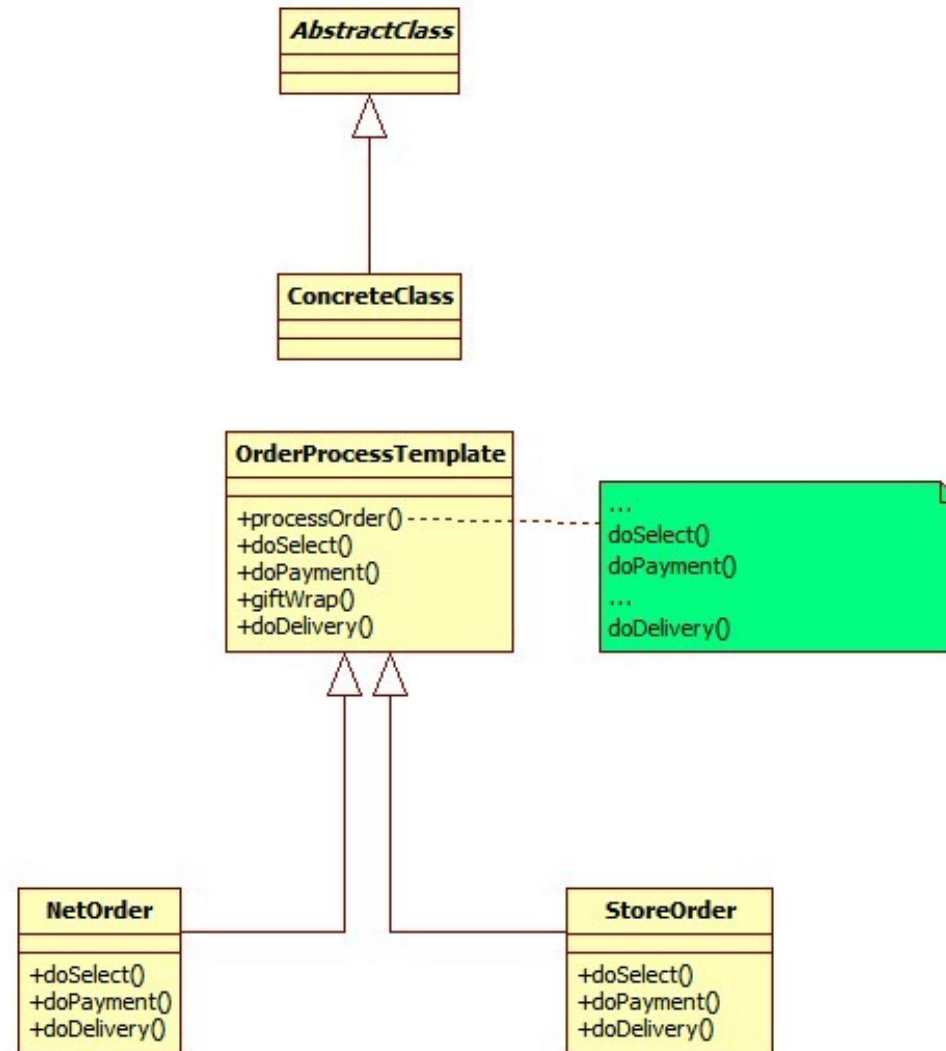 AbstractClass
ConcreteClass
OrderProcessTemplate
+processOrder()
+doSelect()
+doPayment()
+giftWrap()
+doDelivery()
...
doSelect()
doPayment()
...
doDelivery()
NetOrder
+doSelect()
+doPayment()
+doDelivery()
StoreOrder
+doSelect()
+doPayment()
+doDelivery()